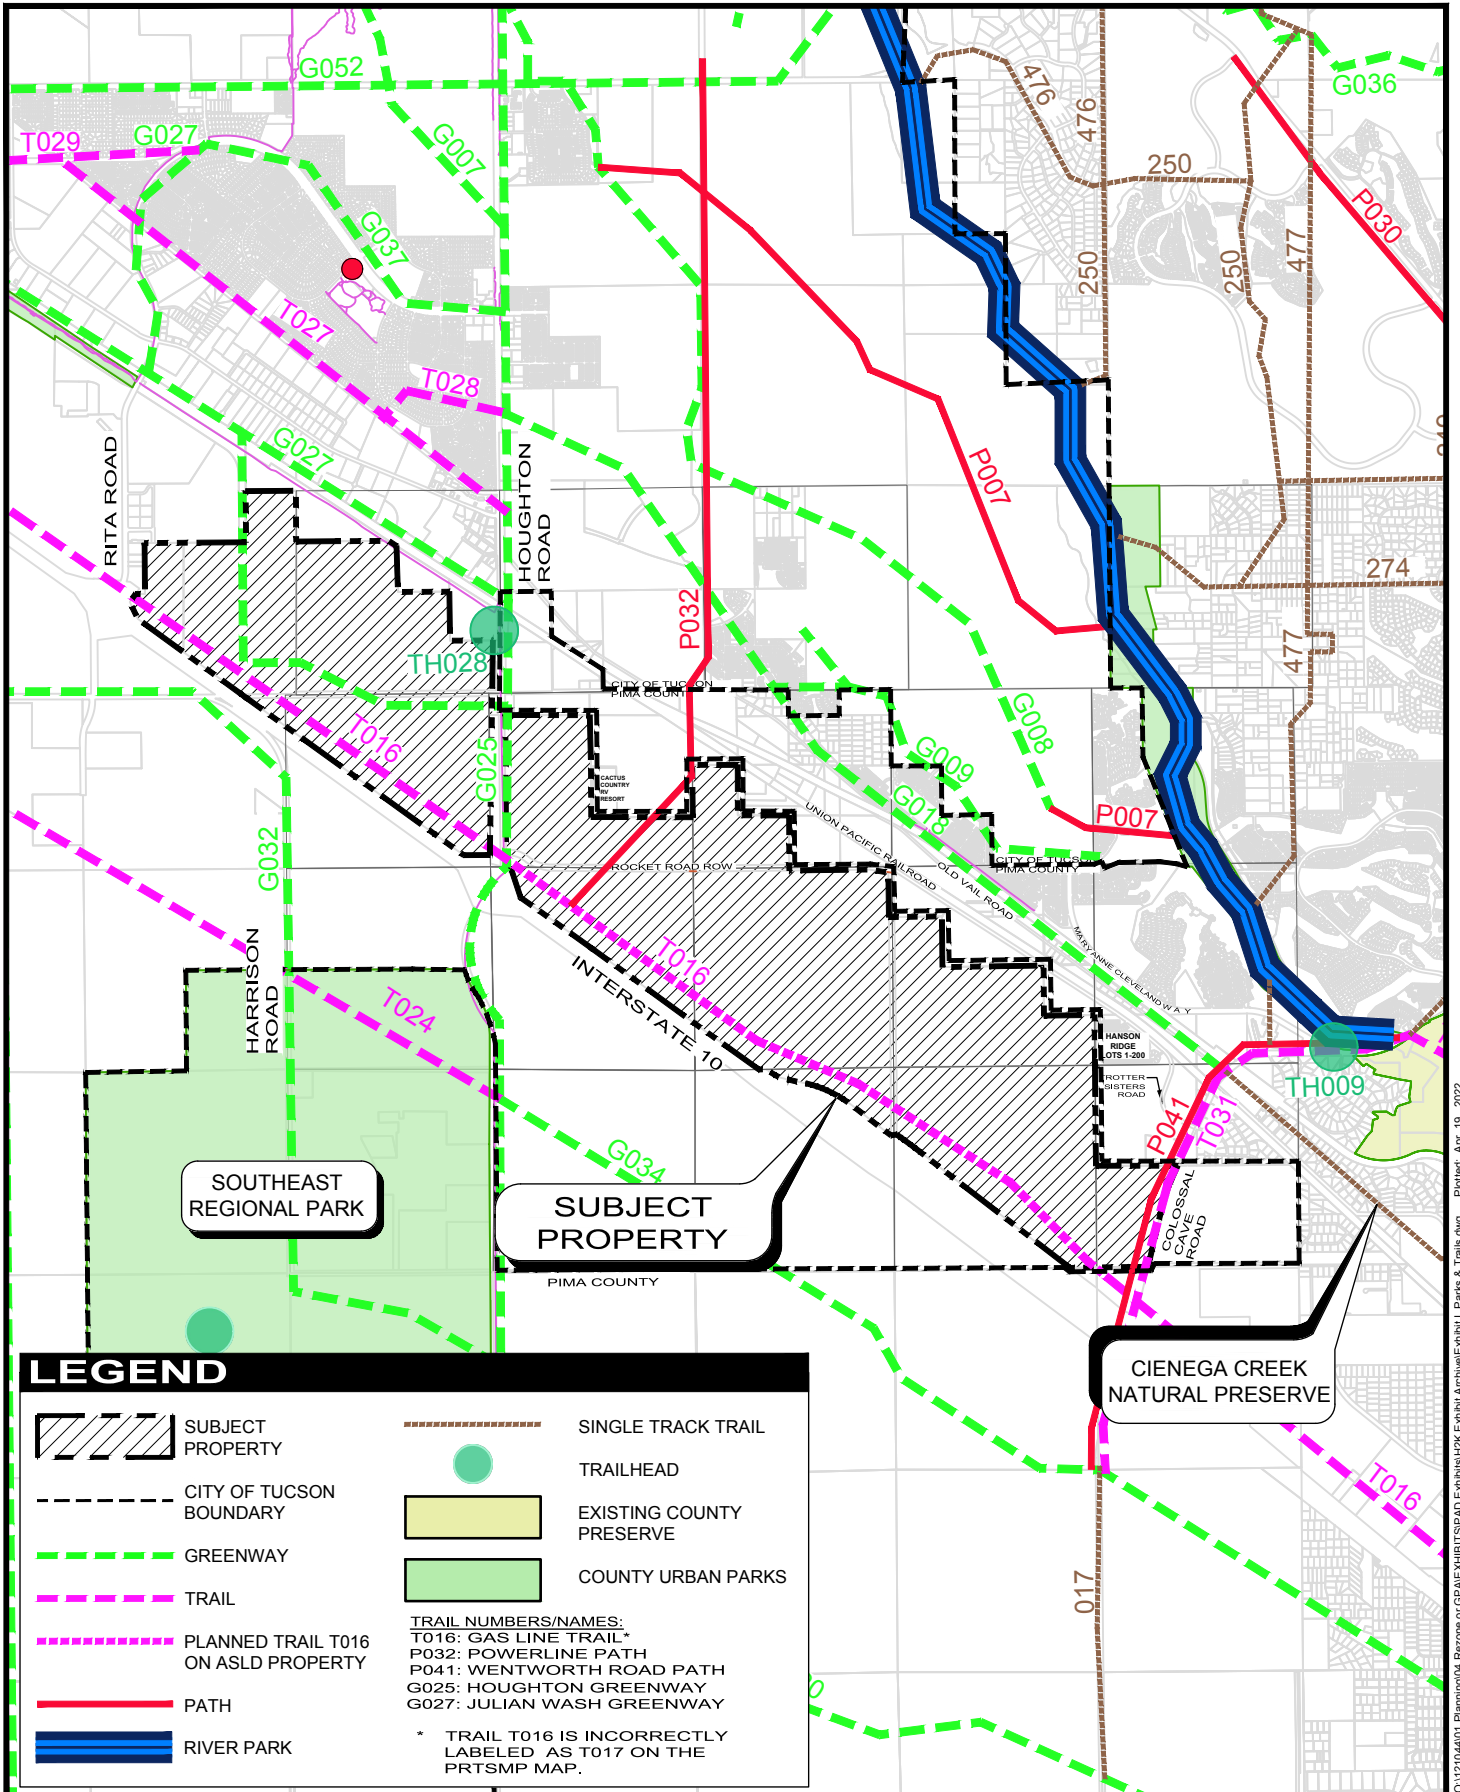 G052
G036
T029
G027
G007
476
476
250
P030
G037
250
250
477
T027
T028
G027
P007
RITA ROAD
HOUGHTON
ROAD
274
P032
477
TH028
CITY OF TUCSON
PIMA COUNTY
T016
G025
G008
G009
G018
P007
CACTUS
COUNTRY
RV
RESORT
UNION PACIFIC RAILROAD
OLD VAIL ROAD
CITY OF TUCSON
PIMA COUNTY
ROCKET ROAD ROW
G032
HARRISON
ROAD
T016
INTERSTATE 10
MARY ANNE CLEVELAND WAY
T024
HANSON
RIDGE
LOTS 1-200
TROTTER
SISTERS
ROAD
TH009
P041
T031
G034
SOUTHEAST
REGIONAL PARK
SUBJECT
PROPERTY
COLOSSAL
CAVE
ROAD
PIMA COUNTY
CIENEGA CREEK
NATURAL PRESERVE
T016
017
LEGEND
SUBJECT
PROPERTY
CITY OF TUCSON
BOUNDARY
GREENWAY
TRAIL
PLANNED TRAIL T016
ON ASLD PROPERTY
PATH
RIVER PARK
SINGLE TRACK TRAIL
TRAILHEAD
EXISTING COUNTY
PRESERVE
COUNTY URBAN PARKS
TRAIL NUMBERS/NAMES:
T016: GAS LINE TRAIL*
P032: POWERLINE PATH
P041: WENTWORTH ROAD PATH
G025: HOUGHTON GREENWAY
G027: JULIAN WASH GREENWAY
* TRAIL T016 IS INCORRECTLY
LABELED AS T017 ON THE
PRTSMP MAP.
Plotted: Apr. 19, 2022